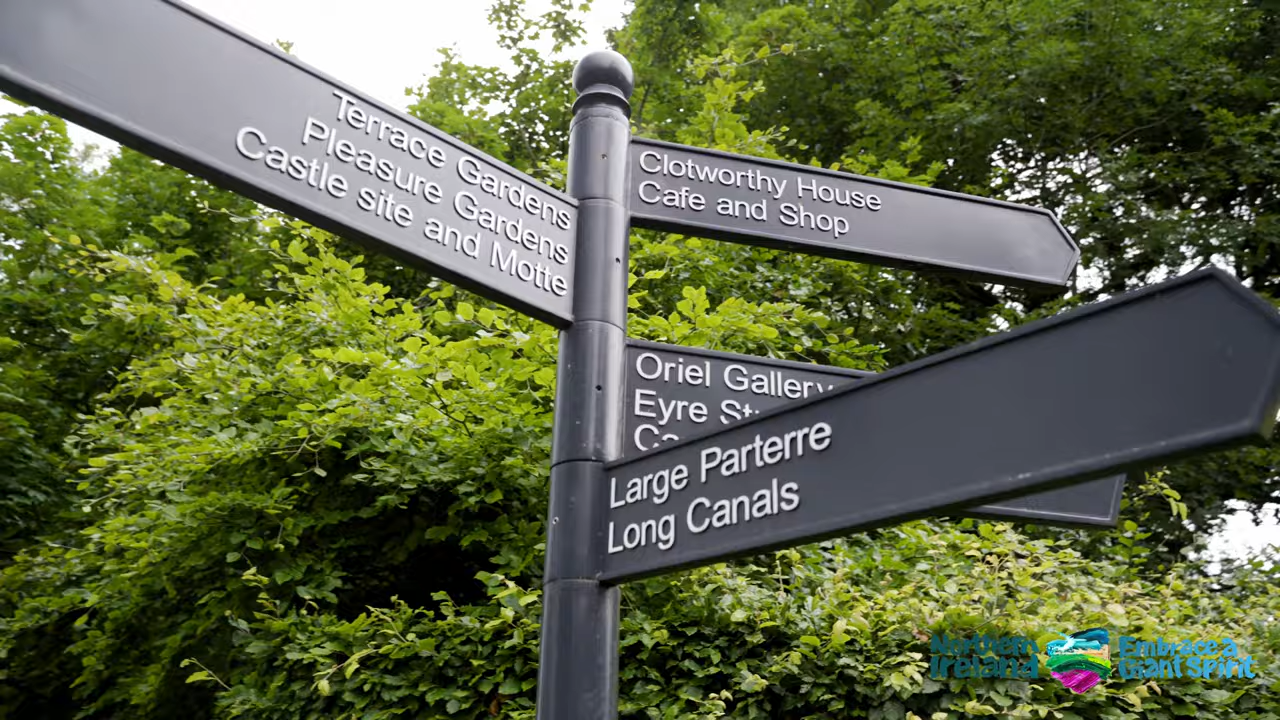 Terrace Gardens
Pleasure Gardens
Castle site and Motte
Clotworthy House
Cafe and Shop
Oriel Gallery
Eyre
Large Parterre
Long Canals
Northern Ireland
Embrace a
Giant Spirit